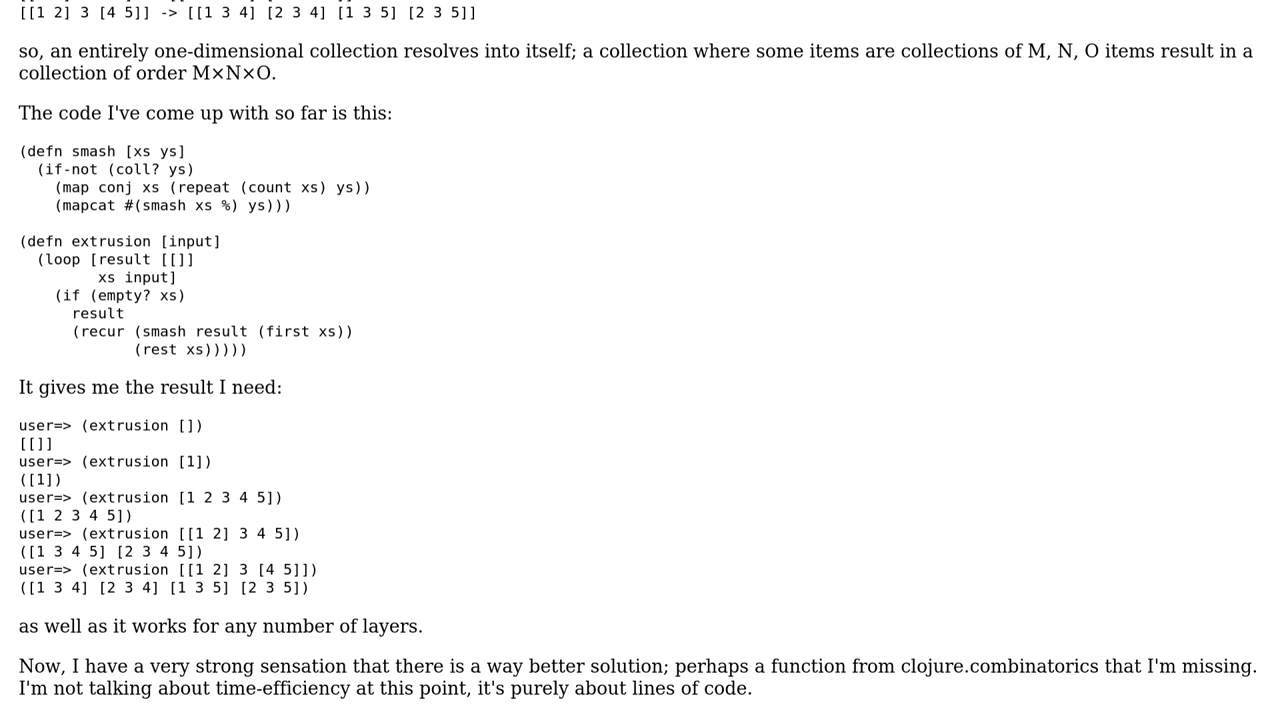 [[1 2] 3 [4 5]] -> [[1 3 4] [2 3 4] [1 3 5] [2 3 5]]
so, an entirely one-dimensional collection resolves into itself; a collection where some items are collections of M, N, O items result in a
collection of order M×N×O.
The code I've come up with so far is this:
(defn smash [xs ys]
  (if-not (coll? ys)
    (map conj xs (repeat (count xs) ys))
    (mapcat #(smash xs %) ys)))
(defn extrusion [input]
  (loop [result [[]]
         xs input]
    (if (empty? xs)
      result
      (recur (smash result (first xs))
             (rest xs)))))
It gives me the result I need:
user=> (extrusion [])
[[]]
user=> (extrusion [1])
([1])
user=> (extrusion [1 2 3 4 5])
([1 2 3 4 5])
user=> (extrusion [[1 2] 3 4 5])
([1 3 4 5] [2 3 4 5])
user=> (extrusion [[1 2] 3 [4 5]])
([1 3 4] [2 3 4] [1 3 5] [2 3 5])
as well as it works for any number of layers.
Now, I have a very strong sensation that there is a way better solution; perhaps a function from clojure.combinatorics that I'm missing.
I'm not talking about time-efficiency at this point, it's purely about lines of code.